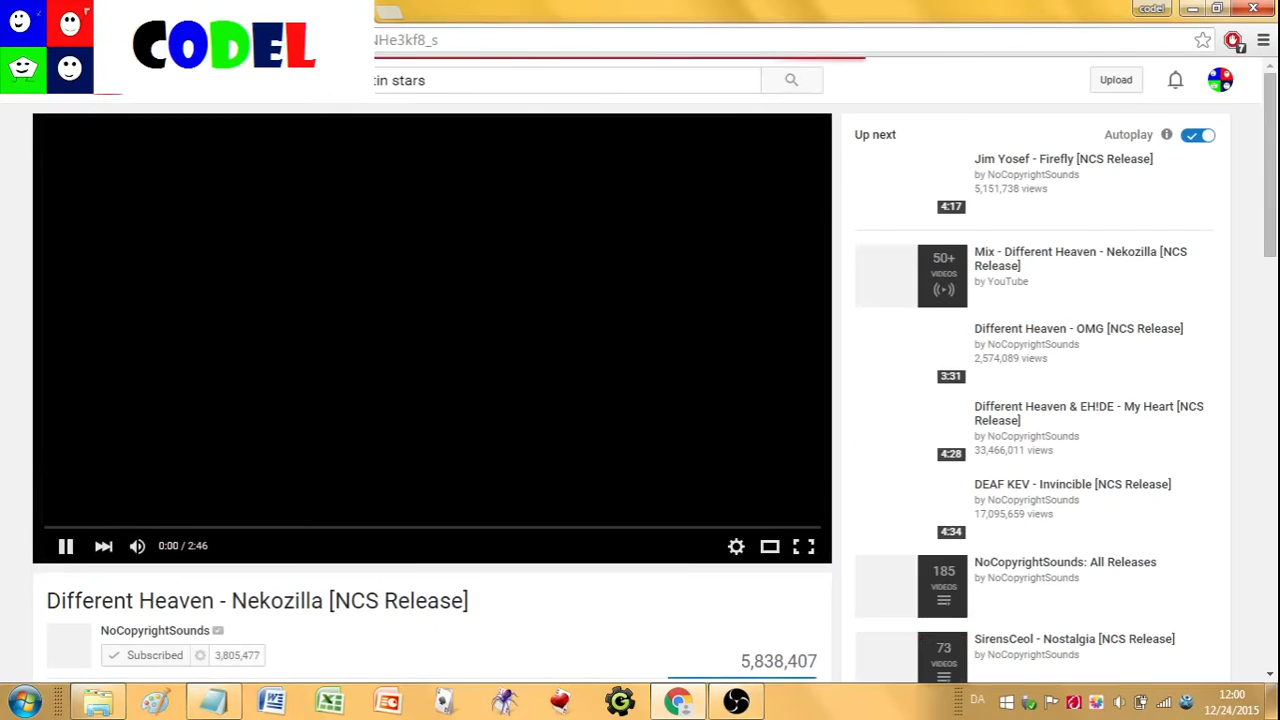 CODEL
codel
NHe3kf8_s
7
tin stars
Upload
Up next
Autoplay
Jim Yosef - Firefly [NCS Release]
by NoCopyrightSounds
5,151,738 views
4:17
50+
VIDEOS
Mix - Different Heaven - Nekozilla [NCS
Release]
by YouTube
Different Heaven - OMG [NCS Release]
by NoCopyrightSounds
2,574,089 views
3:31
Different Heaven & EH!DE - My Heart [NCS
Release]
by NoCopyrightSounds
33,466,011 views
4:28
DEAF KEV - Invincible [NCS Release]
by NoCopyrightSounds
17,095,659 views
4:34
185
VIDEOS
NoCopyrightSounds: All Releases
by NoCopyrightSounds
73
VIDEOS
SirensCeol - Nostalgia [NCS Release]
by NoCopyrightSounds
0:00 / 2:46
Different Heaven - Nekozilla [NCS Release]
NoCopyrightSounds
Subscribed
3,805,477
5,838,407
DA
12:00
12/24/2015